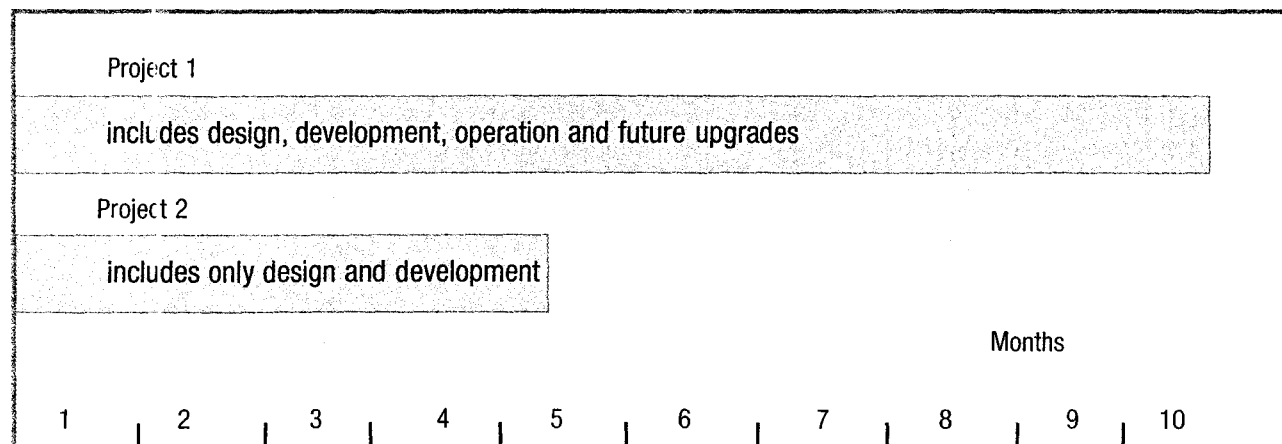 Project 1
includes design, development, operation and future upgrades
Project 2
includes only design and development
Months
1 2 3 4 5 6 7 8 9 10